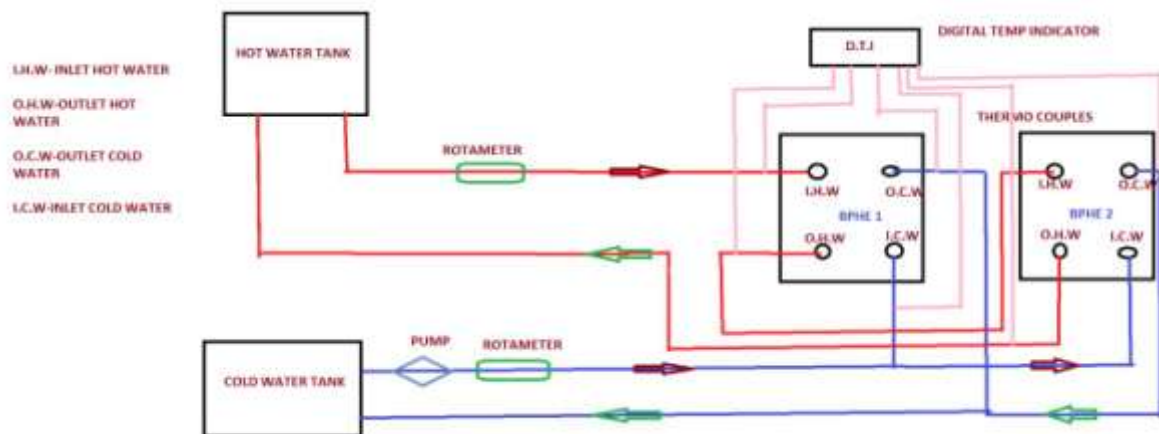 HOT WATER TANK
D.T.I
DIGITAL TEMP INDICATOR
I.H.W- INLET HOT WATER
O.H.W-OUTLET HOT
WATER
O.C.W-OUTLET COLD
WATER
I.C.W-INLET COLD WATER
ROTAMETER
THERMO COUPLES
I.H.W
O.C.W
BPHE 1
O.H.W
I.C.W
I.H.W
O.C.W
BPHE 2
O.H.W
I.C.W
PUMP
ROTAMETER
COLD WATER TANK